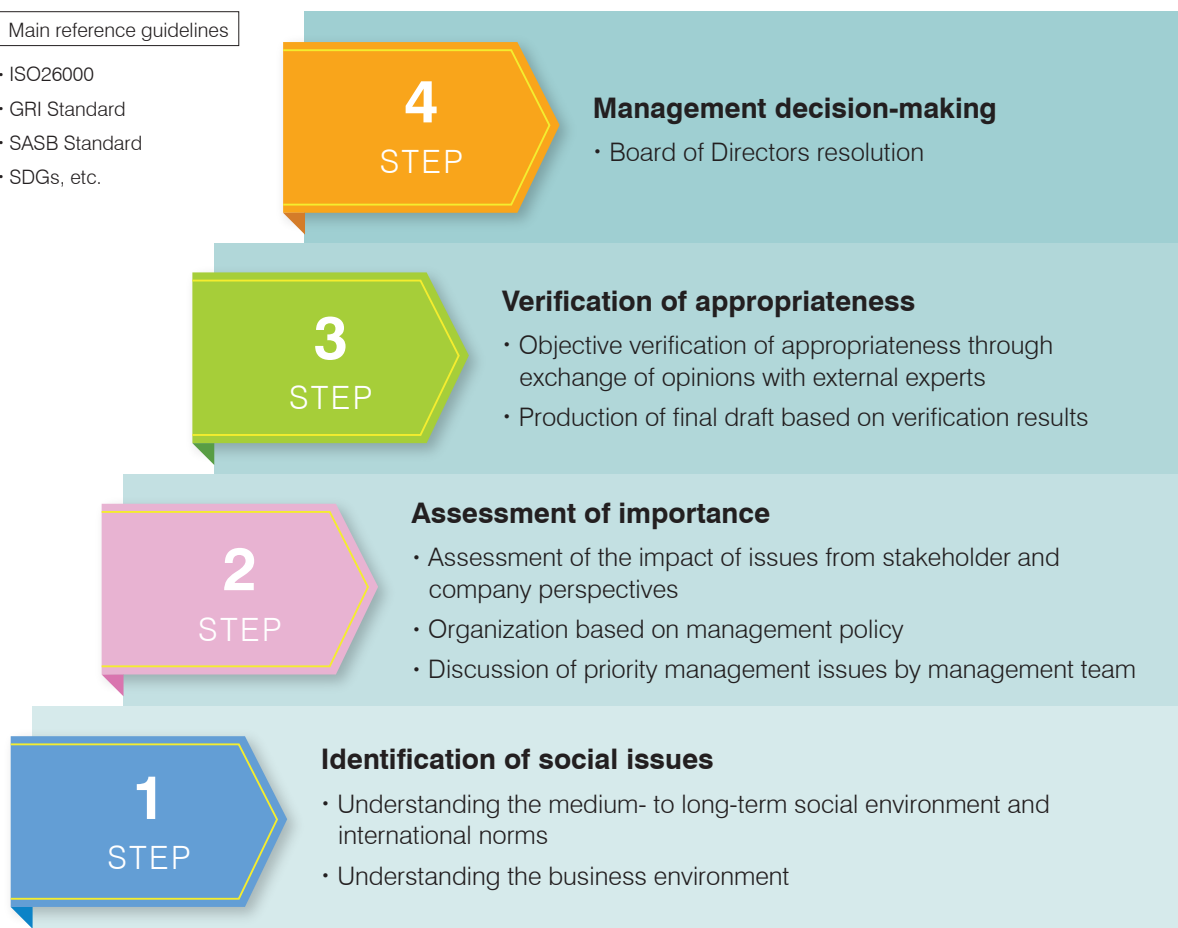 Main reference guidelines
・ISO26000
・GRI Standard
・SASB Standard
・SDGs, etc.
4
STEP
Management decision-making
・Board of Directors resolution
3
STEP
Verification of appropriateness
・Objective verification of appropriateness through
exchange of opinions with external experts
・Production of final draft based on verification results
2
STEP
Assessment of importance
・Assessment of the impact of issues from stakeholder and
company perspectives
・Organization based on management policy
・Discussion of priority management issues by management team
1
STEP
Identification of social issues
・Understanding the medium- to long-term social environment and
international norms
・Understanding the business environment